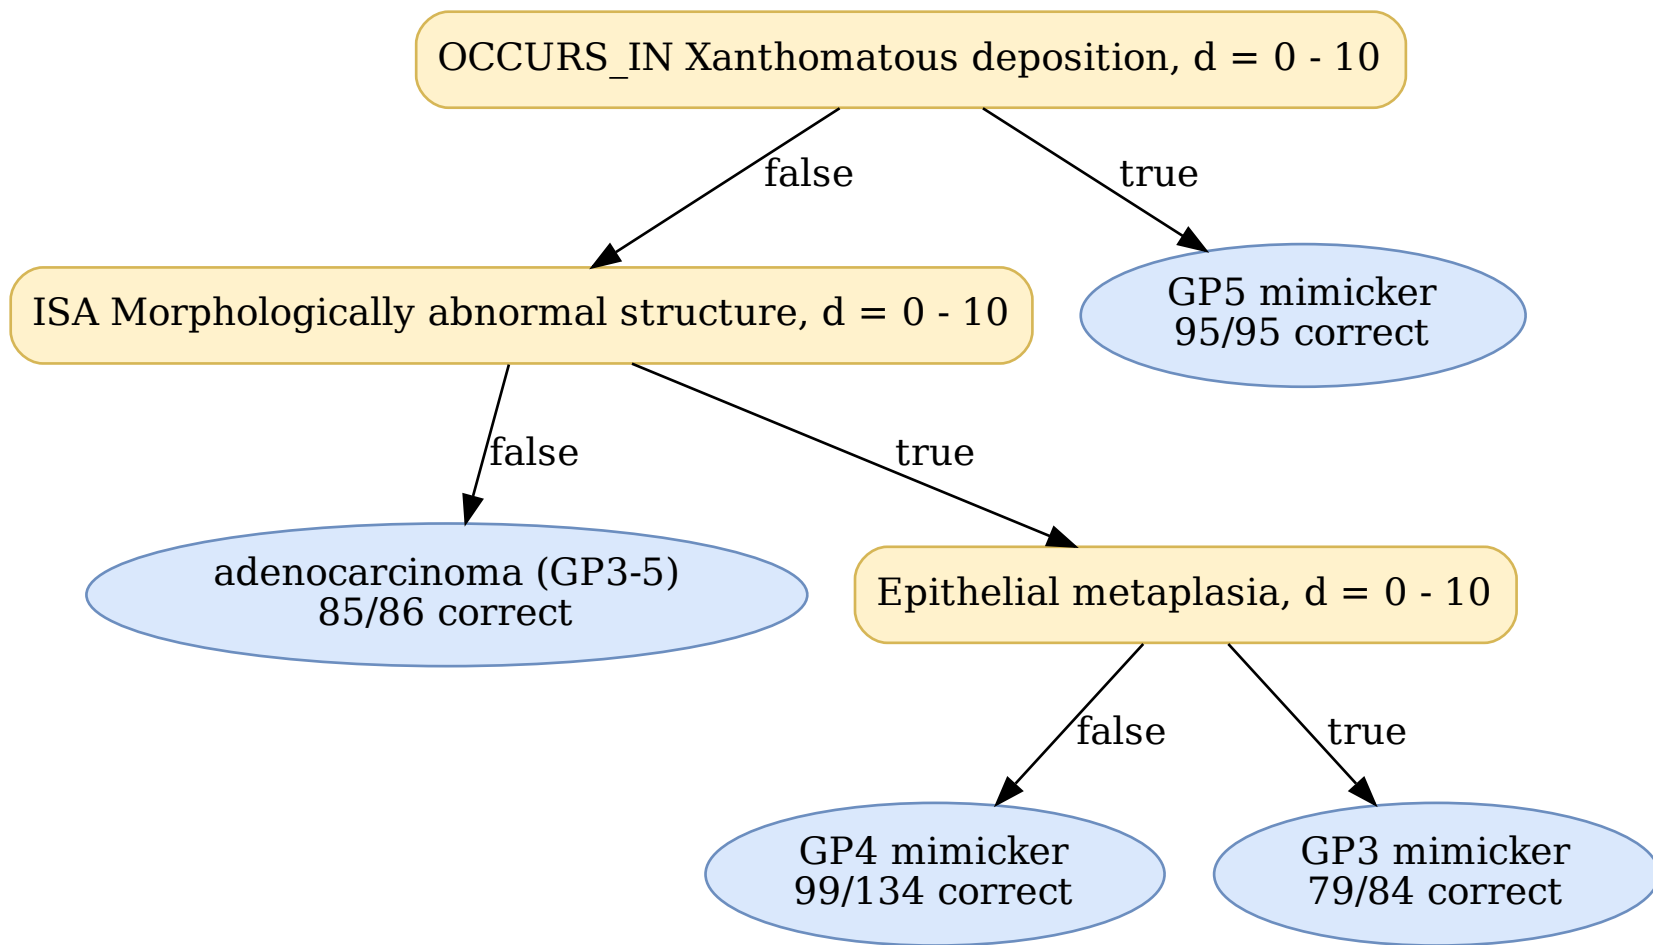 OCCURS_IN Xanthomatous deposition, d = 0 - 10
false
true
ISA Morphologically abnormal structure, d = 0 - 10
GP5 mimicker
95/95 correct
false
true
adenocarcinoma (GP3-5)
85/86 correct
Epithelial metaplasia, d = 0 - 10
false
true
GP4 mimicker
99/134 correct
GP3 mimicker
79/84 correct